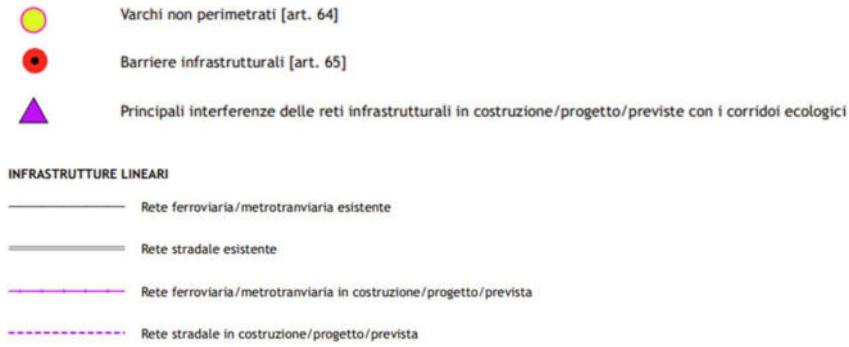 Varchi non perimetrati [art. 64]
Barriere infrastrutturali [art. 65]
Principali interferenze delle reti infrastrutturali in costruzione/progetto/previste con i corridoi ecologici
INFRASTRUTTURE LINEARI
Rete ferroviaria/metrotranviaria esistente
Rete stradale esistente
Rete ferroviaria/metrotranviaria in costruzione/progetto/prevista
Rete stradale in costruzione/progetto/prevista